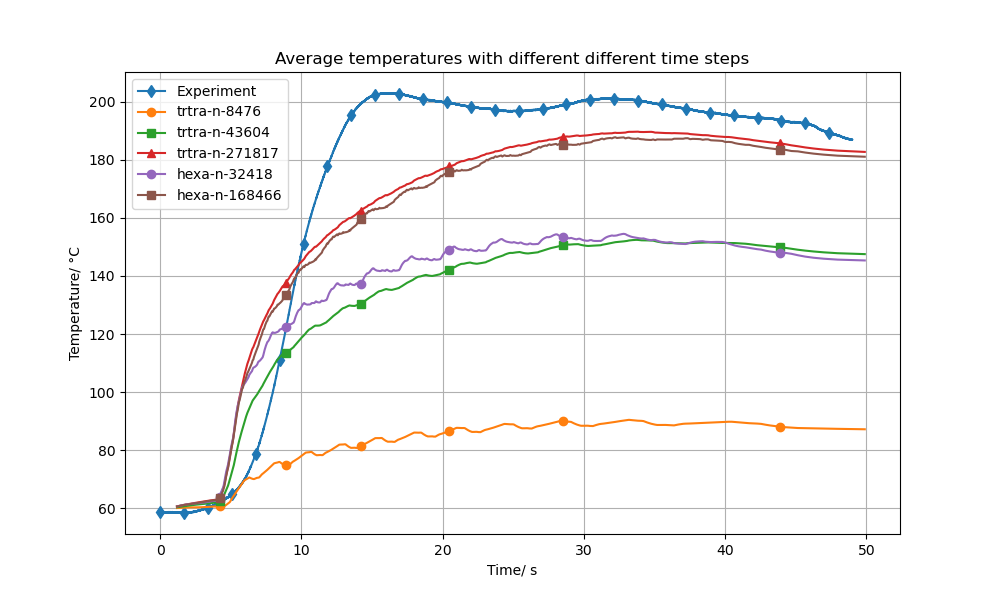 Average temperatures with different different time steps
Experiment
trtra-n-8476
trtra-n-43604
trtra-n-271817
hexa-n-32418
hexa-n-168466
200
180
160
140
120
100
80
60
Temperature/ °C
0 10 20 30 40 50
Time/ s